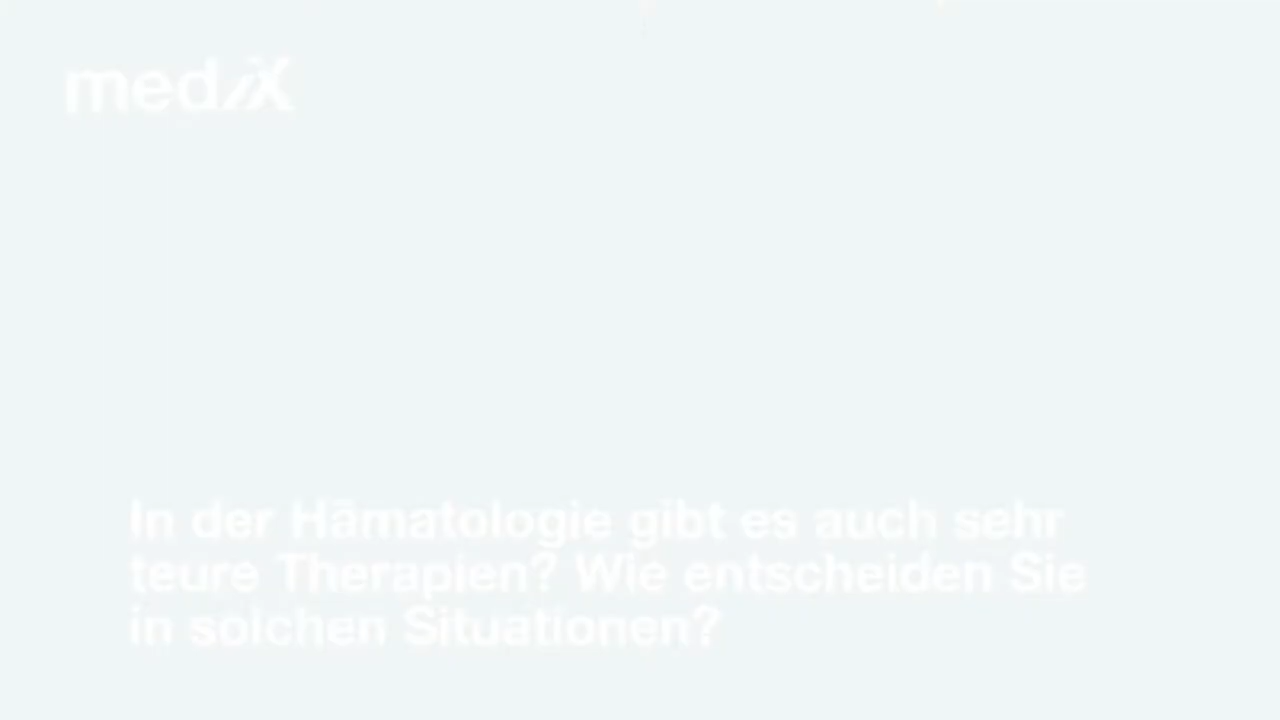 mediX
In der Hämatologie gibt es auch sehr
teure Therapien? Wie entscheiden Sie
in solchen Situationen?